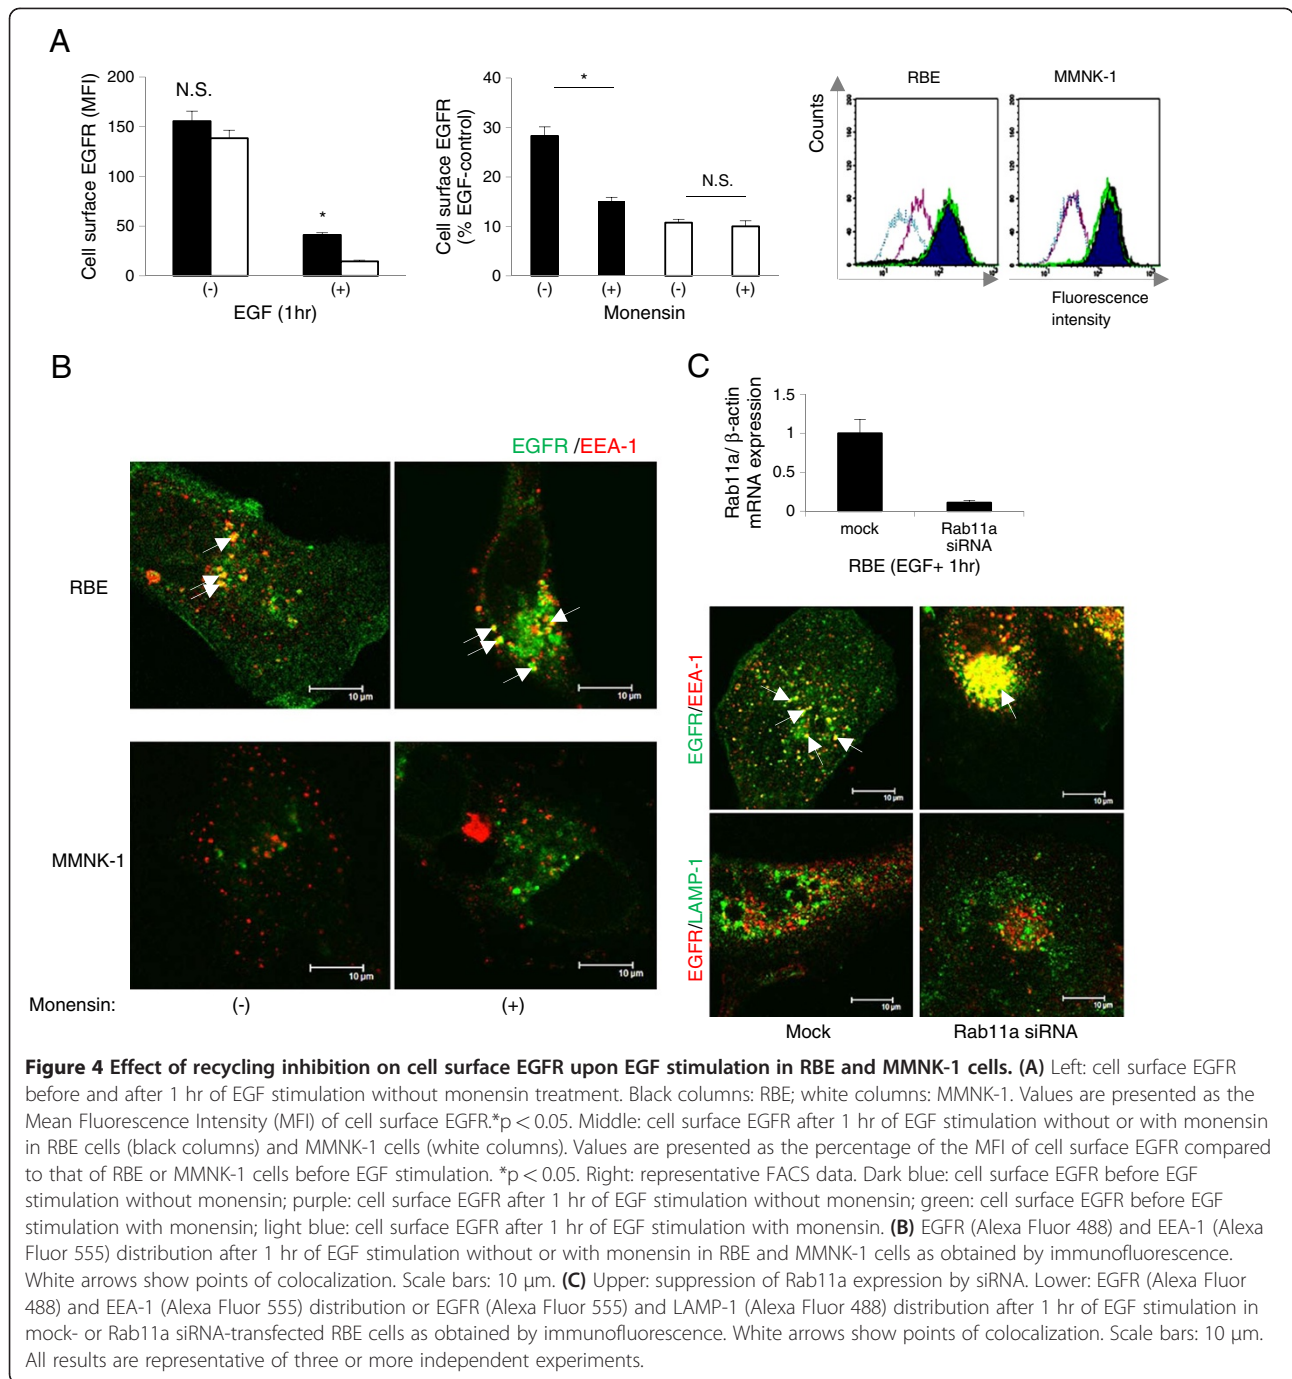 A
200
150
100
50
0
Cell surface EGFR (MFI)
N.S.
*
(-)
(+)
EGF (1hr)
40
30
20
10
0
Cell surface EGFR
(% EGF-control)
*
N.S.
(-)
(+)
(-)
(+)
Monensin
RBE
MMNK-1
Counts
Fluorescence
intensity
B
EGFR /EEA-1
RBE
10 µm
10 µm
MMNK-1
10 µm
10 µm
Monensin:
(-)
(+)
C
1.5
1
0.5
0
Rab11a/ β-actin
mRNA expression
mock
Rab11a
siRNA
RBE (EGF+ 1hr)
EGFR/EEA-1
10 µm
10 µm
EGFR/LAMP-1
10 µm
10 µm
Mock
Rab11a siRNA
Figure 4 Effect of recycling inhibition on cell surface EGFR upon EGF stimulation in RBE and MMNK-1 cells. (A) Left: cell surface EGFR
before and after 1 hr of EGF stimulation without monensin treatment. Black columns: RBE; white columns: MMNK-1. Values are presented as the
Mean Fluorescence Intensity (MFI) of cell surface EGFR.*p < 0.05. Middle: cell surface EGFR after 1 hr of EGF stimulation without or with monensin
in RBE cells (black columns) and MMNK-1 cells (white columns). Values are presented as the percentage of the MFI of cell surface EGFR compared
to that of RBE or MMNK-1 cells before EGF stimulation. *p < 0.05. Right: representative FACS data. Dark blue: cell surface EGFR before EGF
stimulation without monensin; purple: cell surface EGFR after 1 hr of EGF stimulation without monensin; green: cell surface EGFR before EGF
stimulation with monensin; light blue: cell surface EGFR after 1 hr of EGF stimulation with monensin. (B) EGFR (Alexa Fluor 488) and EEA-1 (Alexa
Fluor 555) distribution after 1 hr of EGF stimulation without or with monensin in RBE and MMNK-1 cells as obtained by immunofluorescence.
White arrows show points of colocalization. Scale bars: 10 µm. (C) Upper: suppression of Rab11a expression by siRNA. Lower: EGFR (Alexa Fluor
488) and EEA-1 (Alexa Fluor 555) distribution or EGFR (Alexa Fluor 555) and LAMP-1 (Alexa Fluor 488) distribution after 1 hr of EGF stimulation in
mock- or Rab11a siRNA-transfected RBE cells as obtained by immunofluorescence. White arrows show points of colocalization. Scale bars: 10 µm.
All results are representative of three or more independent experiments.